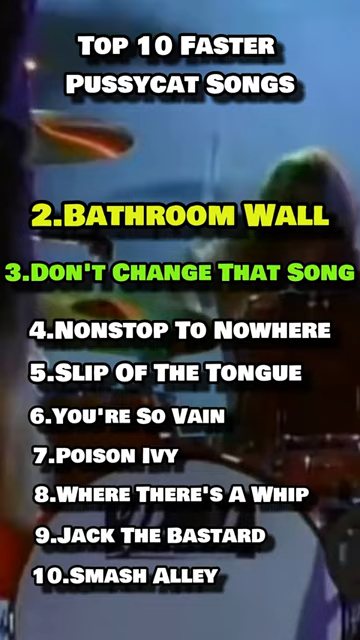 Top 10 Faster
Pussycat Songs
2.Bathroom Wall
3.Don't Change That Song
4.Nonstop To Nowhere
5.Slip Of The Tongue
6.You're So Vain
7.Poison Ivy
8.Where There's A Whip
9.Jack The Bastard
10.Smash Alley